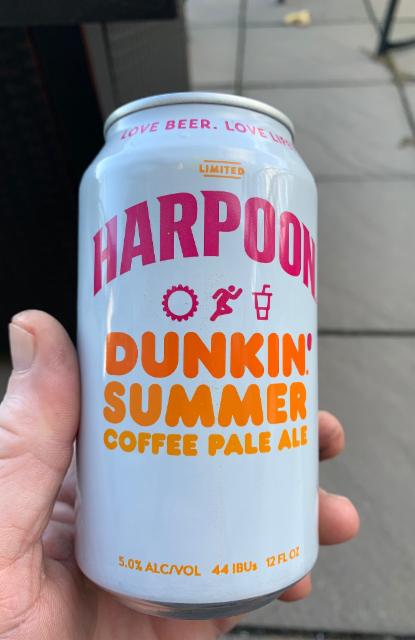 LOVE BEER. LOVE LIFE
LIMITED
HARPOON
DUNKIN'
SUMMER
COFFEE PALE ALE
5.0% ALC/VOL 44 IBUs 12 FL OZ